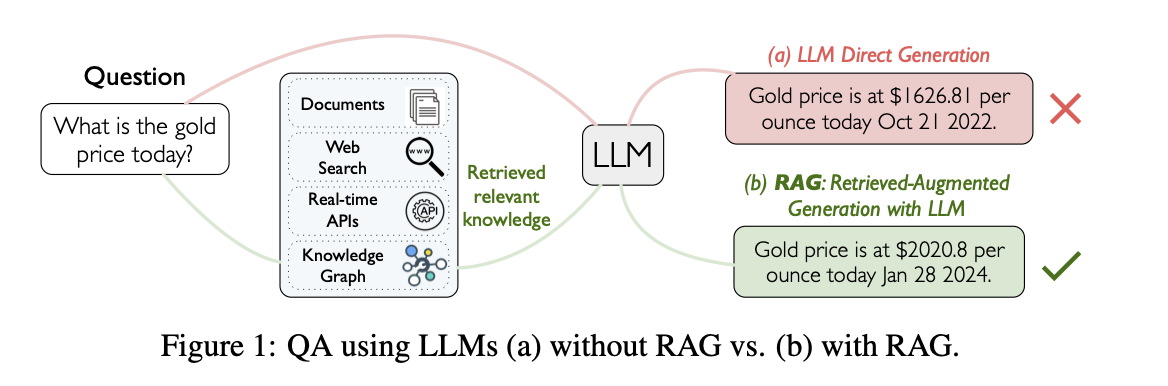 Question
What is the gold
price today?
Documents
Web
Search
www
Real-time
APIs
API
Knowledge
Graph
Retrieved
relevant
knowledge
LLM
(a) LLM Direct Generation
Gold price is at $1626.81 per
ounce today Oct 21 2022.
(b) RAG: Retrieved-Augmented
Generation with LLM
Gold price is at $2020.8 per
ounce today Jan 28 2024.
Figure 1: QA using LLMs (a) without RAG vs. (b) with RAG.